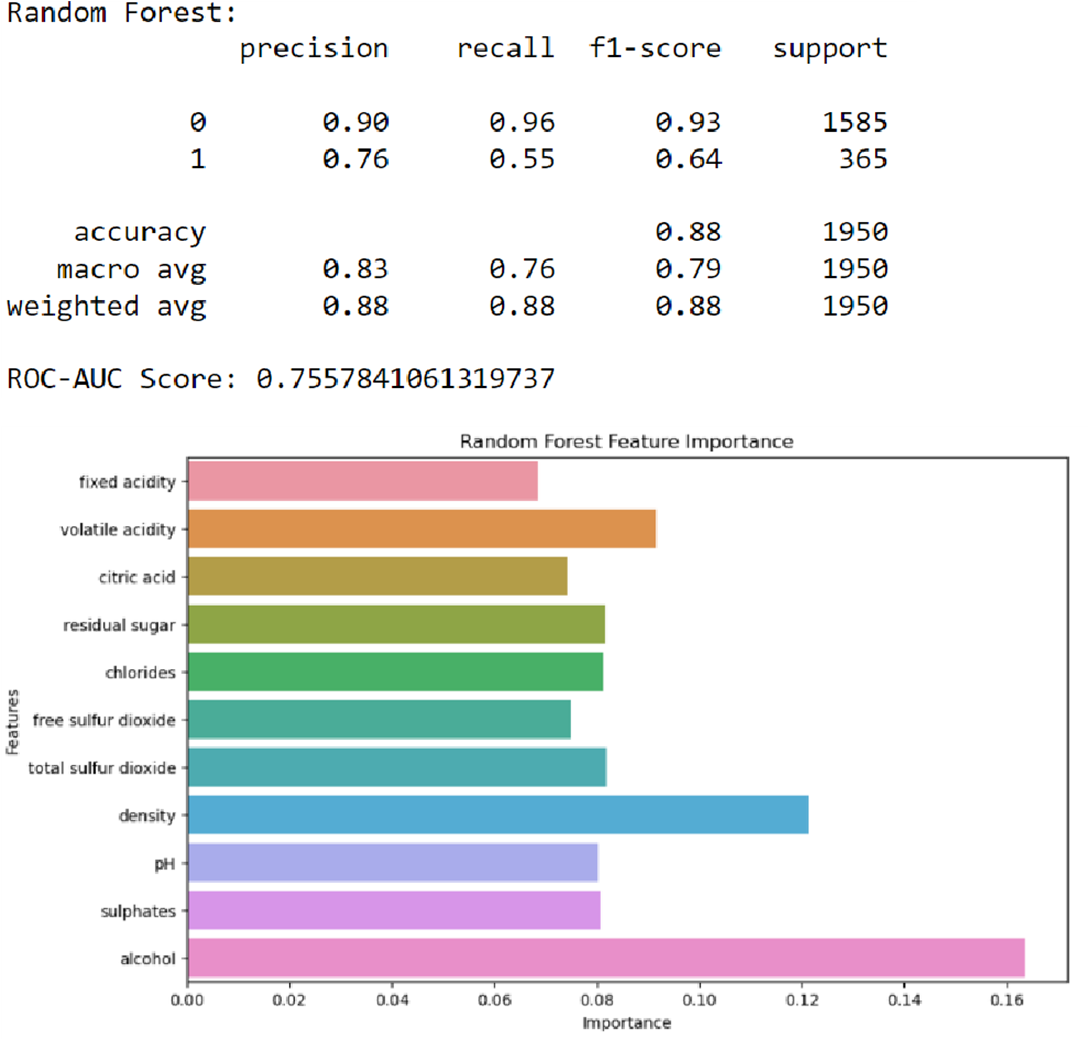 Random Forest:
precision recall f1-score support
0 0.90 0.96 0.93 1585
1 0.76 0.55 0.64 365
accuracy 0.88 1950
macro avg 0.83 0.76 0.79 1950
weighted avg 0.88 0.88 0.88 1950
ROC-AUC Score: 0.7557841061319737
Random Forest Feature Importance
fixed acidity
volatile acidity
citric acid
residual sugar
chlorides
free sulfur dioxide
total sulfur dioxide
density
pH
sulphates
alcohol
Features
0.00 0.02 0.04 0.06 0.08 0.10 0.12 0.14 0.16
Importance